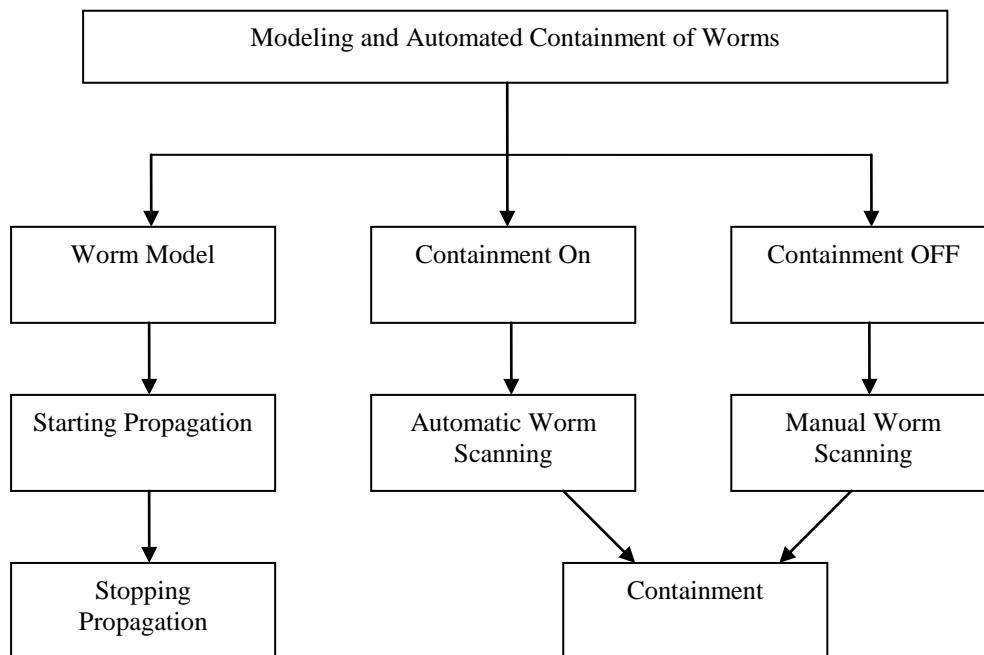 Modeling and Automated Containment of Worms
Worm Model
Containment On
Containment OFF
Starting Propagation
Automatic Worm
Scanning
Manual Worm
Scanning
Stopping
Propagation
Containment